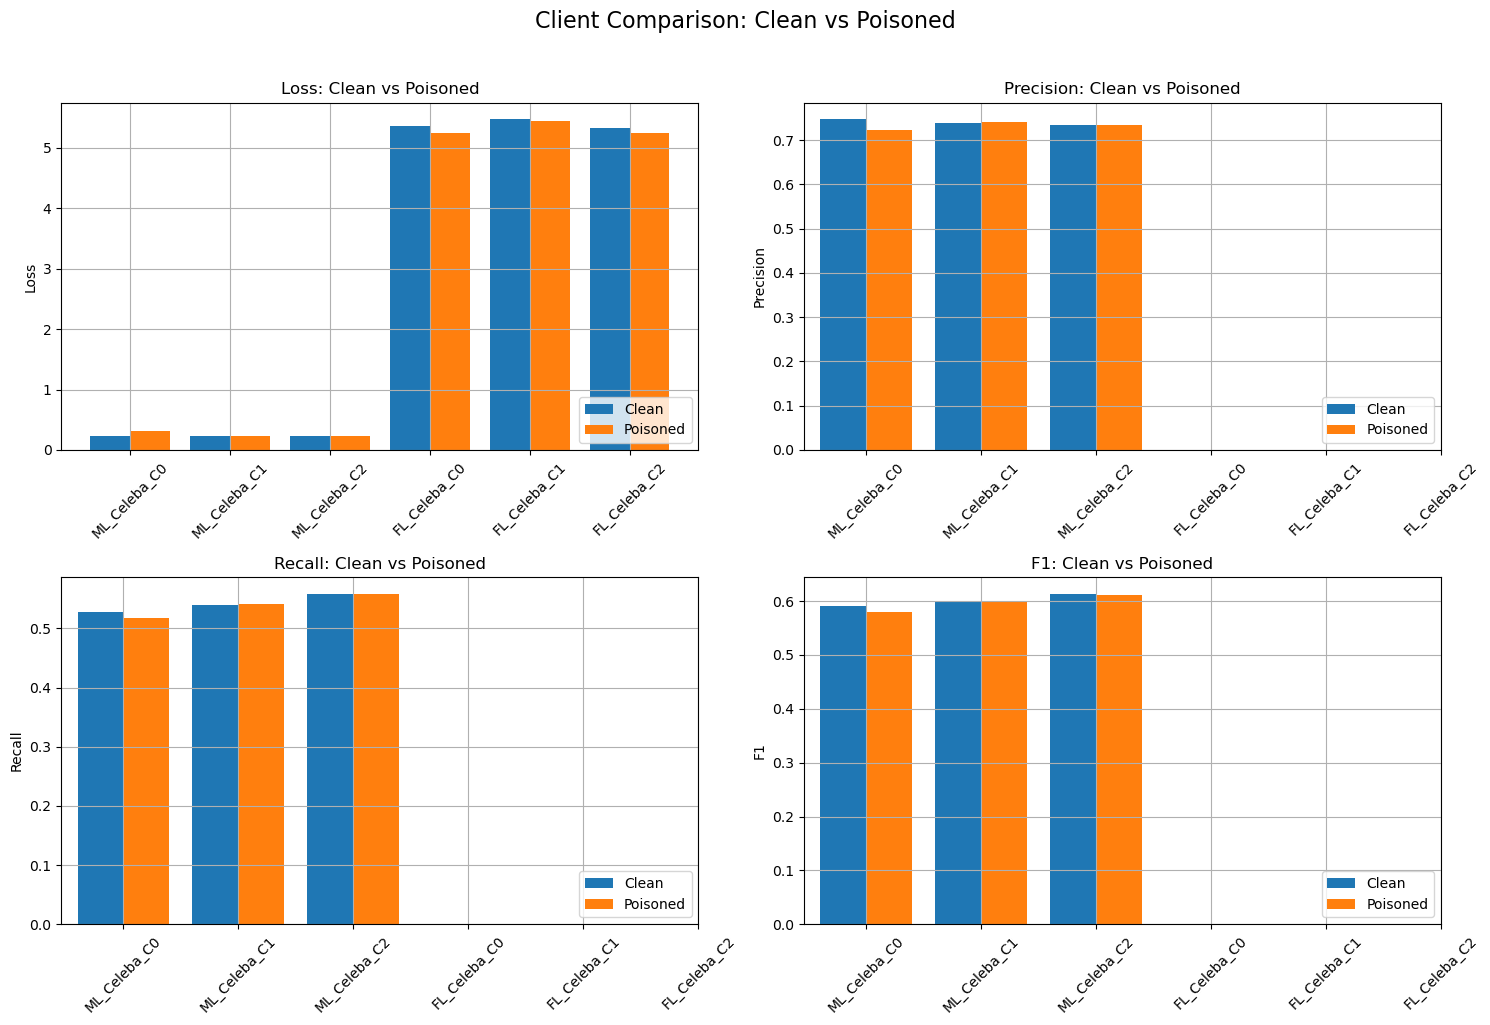 Client Comparison: Clean vs Poisoned
Loss: Clean vs Poisoned
Loss
5
4
3
2
1
0
Clean
Poisoned
ML_Celeba_C0
ML_Celeba_C1
ML_Celeba_C2
FL_Celeba_C0
FL_Celeba_C1
FL_Celeba_C2
Precision: Clean vs Poisoned
Precision
0.7
0.6
0.5
0.4
0.3
0.2
0.1
0.0
Clean
Poisoned
ML_Celeba_C0
ML_Celeba_C1
ML_Celeba_C2
FL_Celeba_C0
FL_Celeba_C1
FL_Celeba_C2
Recall: Clean vs Poisoned
Recall
0.5
0.4
0.3
0.2
0.1
0.0
Clean
Poisoned
ML_Celeba_C0
ML_Celeba_C1
ML_Celeba_C2
FL_Celeba_C0
FL_Celeba_C1
FL_Celeba_C2
F1: Clean vs Poisoned
F1
0.6
0.5
0.4
0.3
0.2
0.1
0.0
Clean
Poisoned
ML_Celeba_C0
ML_Celeba_C1
ML_Celeba_C2
FL_Celeba_C0
FL_Celeba_C1
FL_Celeba_C2